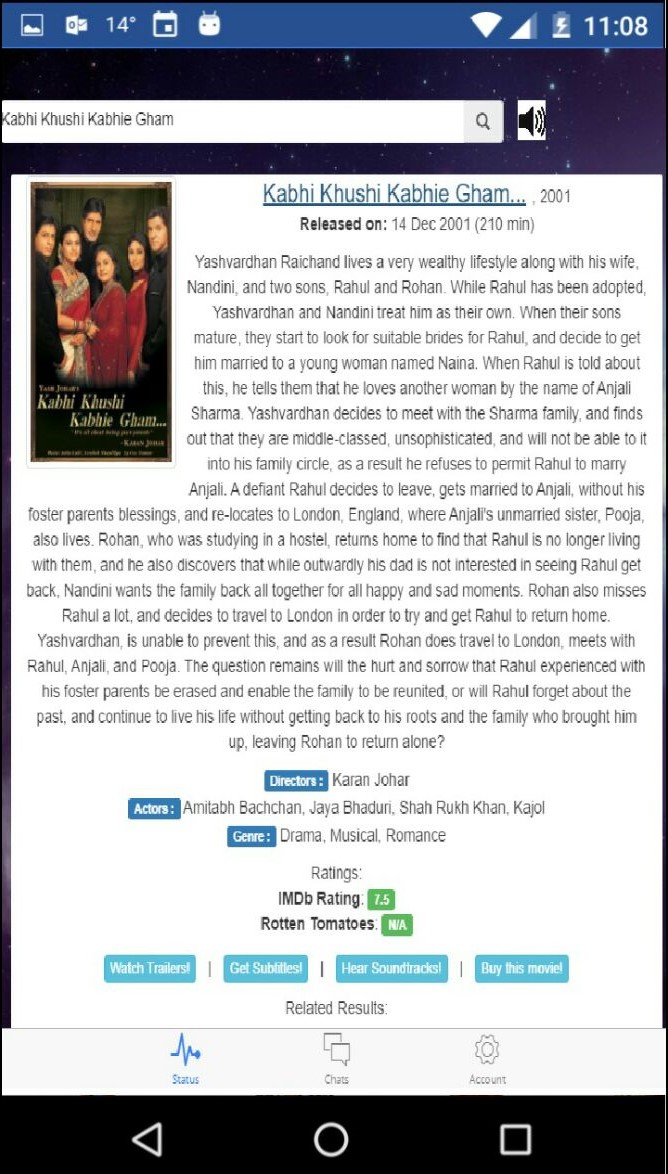 14° 11:08
Kabhi Khushi Kabhie Gham
Kabhi Khushi Kabhie Gham... , 2001
Released on: 14 Dec 2001 (210 min)
Yashvardhan Raichand lives a very wealthy lifestyle along with his wife,
Nandini, and two sons, Rahul and Rohan. While Rahul has been adopted,
Yashvardhan and Nandini treat him as their own. When their sons
mature, they start to look for suitable brides for Rahul, and decide to get
him married to a young woman named Naina. When Rahul is told about
this, he tells them that he loves another woman by the name of Anjali
Sharma. Yashvardhan decides to meet with the Sharma family, and finds
out that they are middle-classed, unsophisticated, and will not be able to it
into his family circle, as a result he refuses to permit Rahul to marry
Anjali. A defiant Rahul decides to leave, gets married to Anjali, without his
foster parents blessings, and re-locates to London, England, where Anjali's unmarried sister, Pooja,
also lives. Rohan, who was studying in a hostel, returns home to find that Rahul is no longer living
with them, and he also discovers that while outwardly his dad is not interested in seeing Rahul get
back, Nandini wants the family back all together for all happy and sad moments. Rohan also misses
Rahul a lot, and decides to travel to London in order to try and get Rahul to return home.
Yashvardhan, is unable to prevent this, and as a result Rohan does travel to London, meets with
Rahul, Anjali, and Pooja. The question remains will the hurt and sorrow that Rahul experienced with
his foster parents be erased and enable the family to be reunited, or will Rahul forget about the
past, and continue to live his life without getting back to his roots and the family who brought him
up, leaving Rohan to return alone?
Yash Johar's
Kabhi Khushi
Kabhie Gham...
"It's all about loving your parents"
- Karan Johar
Directors : Karan Johar
Actors : Amitabh Bachchan, Jaya Bhaduri, Shah Rukh Khan, Kajol
Genre : Drama, Musical, Romance
Ratings:
IMDb Rating: 7.5
Rotten Tomatoes: N/A
Watch Trailers! | Get Subtitles! | Hear Soundtracks! | Buy this movie!
Related Results:
Status Chats Account